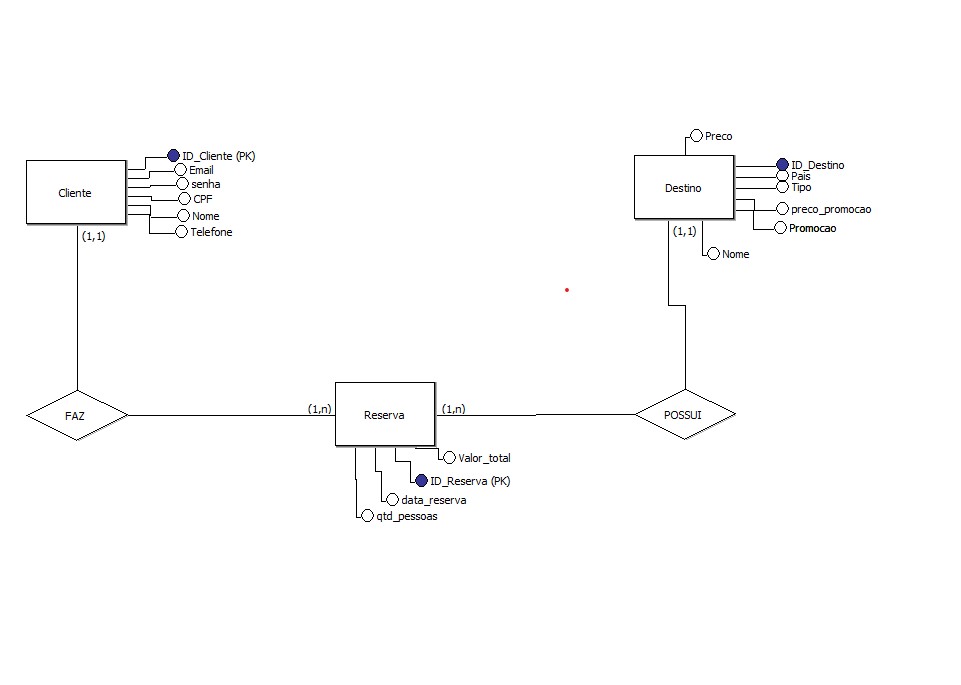 Cliente
ID_Cliente (PK)
Email
senha
CPF
Nome
Telefone
(1,1)
Preco
Destino
ID_Destino
Pais
Tipo
preco_promocao
Promocao
(1,1)
Nome
FAZ
(1,n)
Reserva
(1,n)
POSSUI
Valor_total
ID_Reserva (PK)
data_reserva
qtd_pessoas